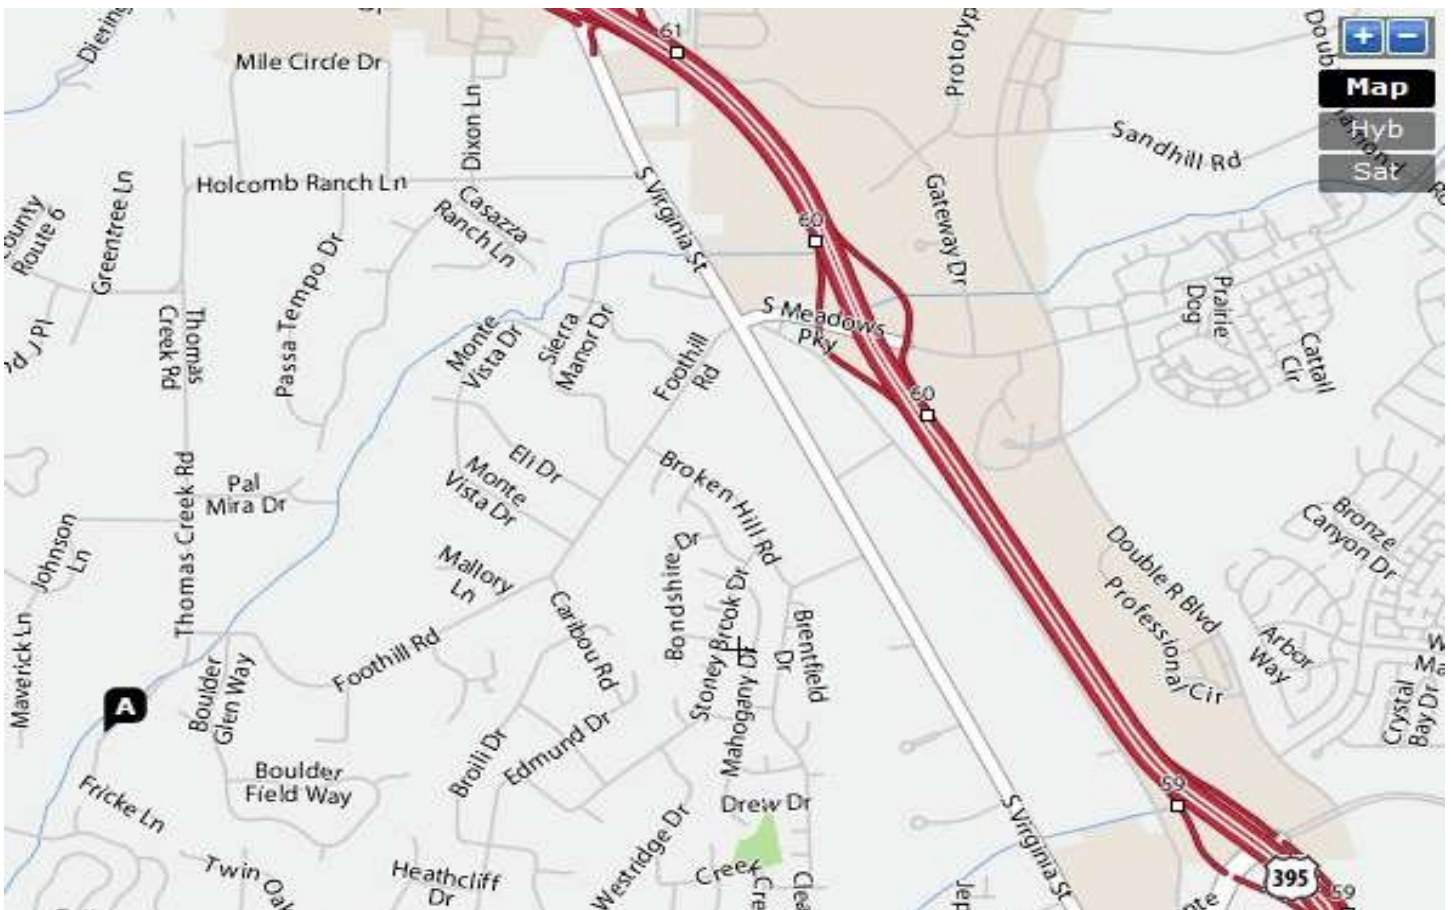 61
Mile Circle Dr
Map
Hyb
Sat
Sandhill Rd
Dixon Ln
Holcomb Ranch Ln
S Virginia St
Gateway Dr
Casazza
Ranch Ln
Greentree Ln
Route 6
60
Passa Tempo Dr
Thomas
Creek Rd
Monte
Vista Dr
Sierra
Manor Dr
S Meadows
Pky
Prairie
Dog
Cattail
Cir
Foothill
Rd
60
Eli Dr
Monte
Vista Dr
Broken Hill Rd
Pal
Mira Dr
Thomas Creek Rd
Johnson
Ln
Bronze
Canyon Dr
Double R Blvd
Professional Cir
Mallory
Ln
Bondshire Dr
Stoney Brook Dr
Brentfield
Dr
Caribou Rd
Mahogany Dr
Arbor
Way
Maverick Ln
Foothill Rd
Boulder
Glen Way
A
Crystal
Bay Dr
Edmund Dr
Broili Dr
Boulder
Field Way
Fricke Ln
Drew Dr
59
S Virginia St
Westridge Dr
Creek
Twin
Heathcliff
Dr
395
59